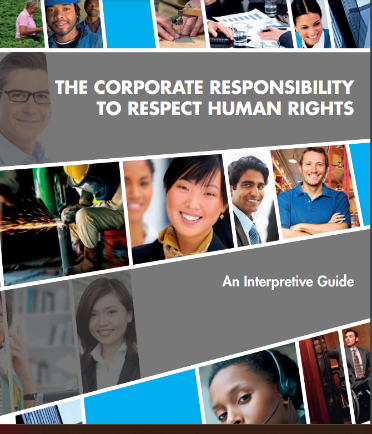 THE CORPORATE RESPONSIBILITY
TO RESPECT HUMAN RIGHTS
An Interpretive Guide